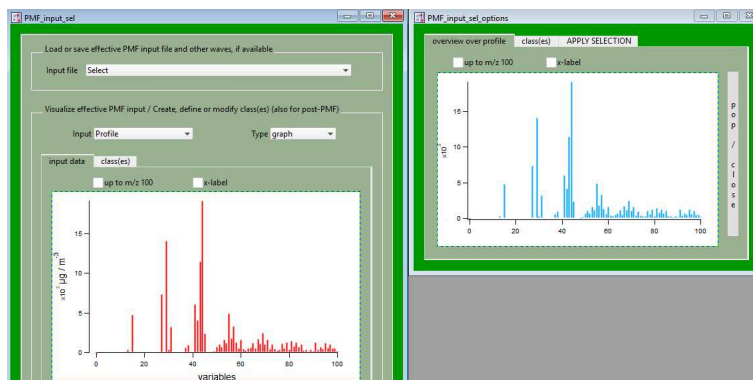 PMF_input_sel
Load or save effective PMF input file and other waves, if available
Input file Select
Visualize effective PMF input / Create, define or modify class(es) (also for post-PMF)
Input Profile Type graph
input data class(es)
up to m/z 100 x-label
15
10
5
0
×10³ µg / m-3
0 20 40 60 80 100
variables
PMF_input_sel_options
overview over profile class(es) APPLY SELECTION
up to m/z 100 x-label
15
10
5
0
0 20 40 60 80 100
pop / close